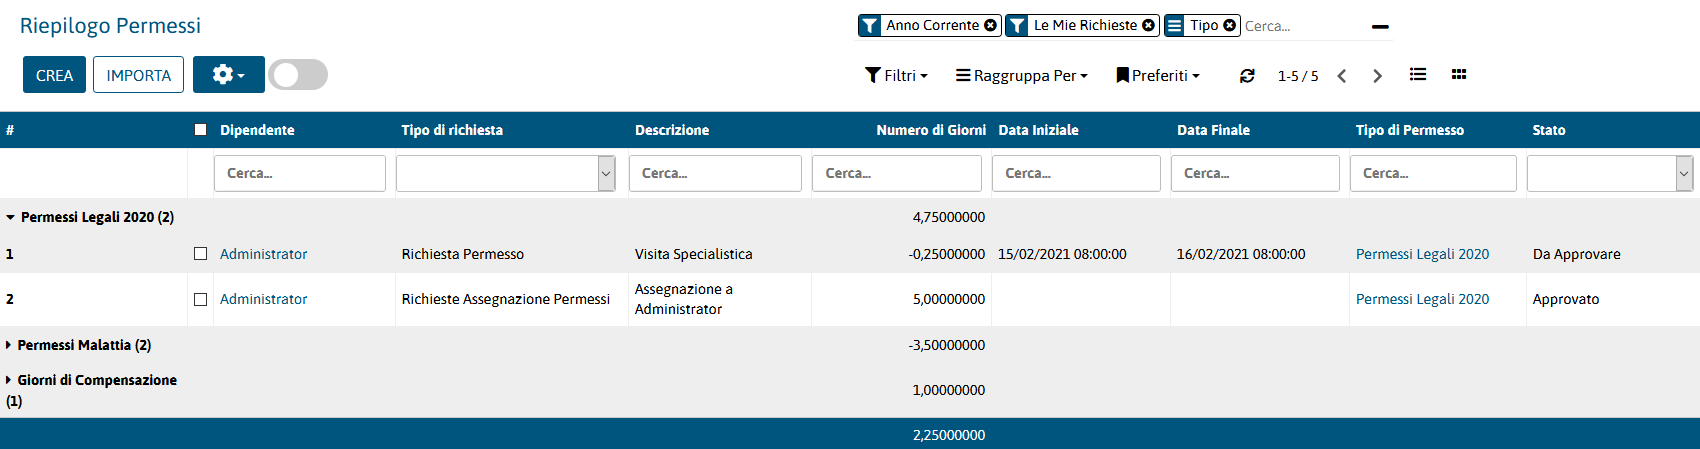 Riepilogo Permessi
Anno Corrente Le Mie Richieste Tipo Cerca...
CREA IMPORTA
Filtri Raggruppa Per Preferiti 1-5 / 5
# Dipendente Tipo di richiesta Descrizione Numero di Giorni Data Iniziale Data Finale Tipo di Permesso Stato
Cerca... Cerca... Cerca... Cerca... Cerca... Cerca...
Permessi Legali 2020 (2) 4,75000000
1 Administrator Richiesta Permesso Visita Specialistica -0,25000000 15/02/2021 08:00:00 16/02/2021 08:00:00 Permessi Legali 2020 Da Approvare
2 Administrator Richieste Assegnazione Permessi Assegnazione a
Administrator 5,00000000 Permessi Legali 2020 Approvato
Permessi Malattia (2) -3,50000000
Giorni di Compensazione
(1) 1,00000000
2,25000000